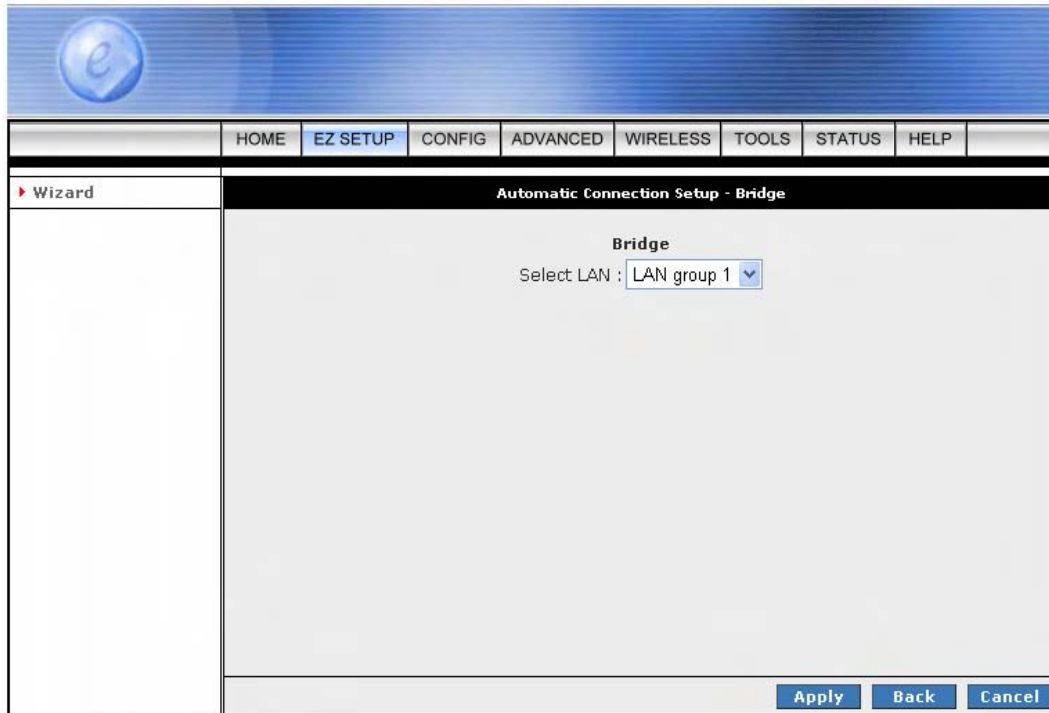 e
HOME EZ SETUP CONFIG ADVANCED WIRELESS TOOLS STATUS HELP
Wizard
Automatic Connection Setup - Bridge
Bridge
Select LAN : LAN group 1
Apply Back Cancel